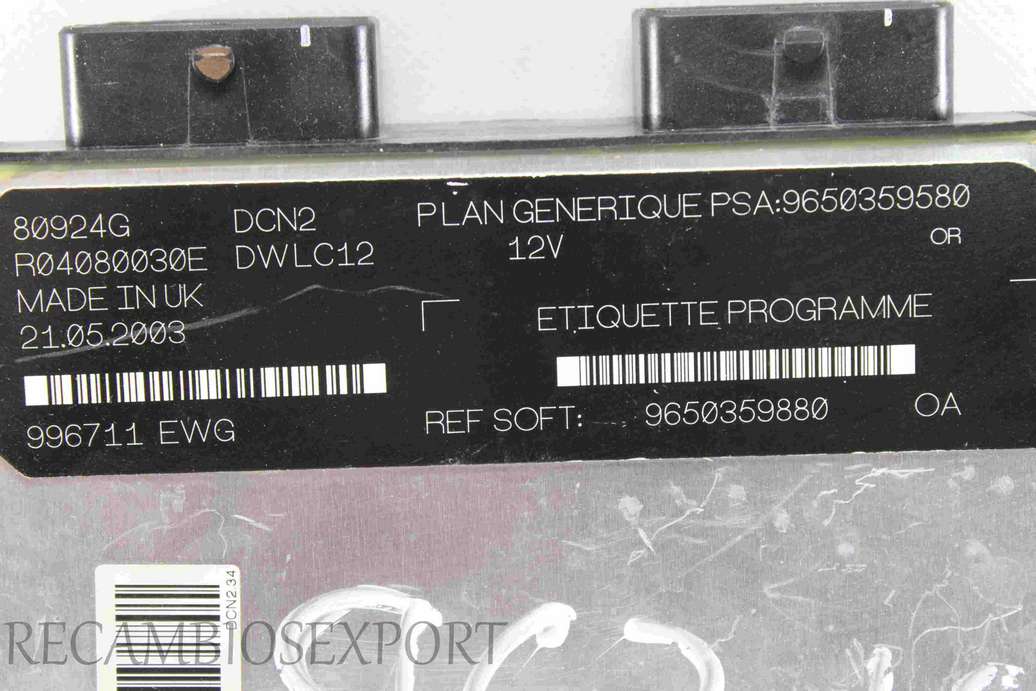 80924G DCN2 PLAN GENERIQUE PSA:9650359580
R04080030E DWLC12 12V OR
MADE IN UK
21.05.2003 ETIQUETTE PROGRAMME
996711 EWG REF SOFT: 9650359880 OA
DCN2.34
RECAMBIOSEXPORT